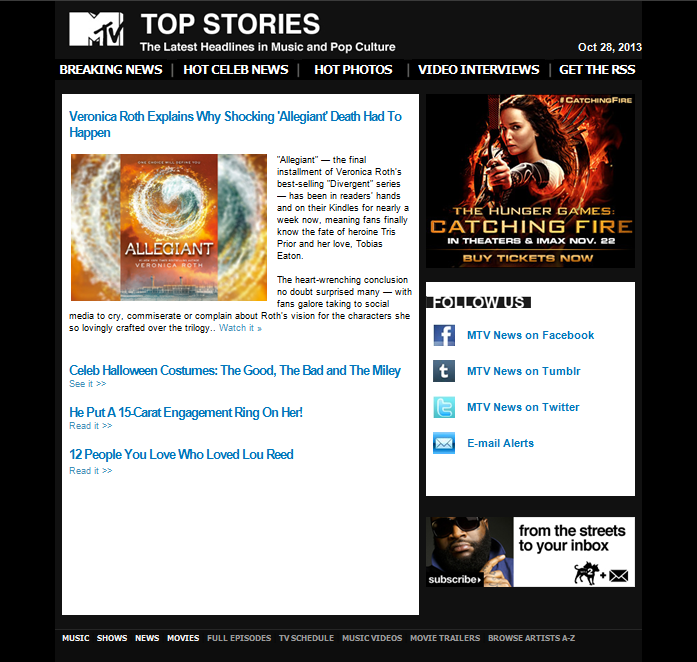 MTV
TOP STORIES
The Latest Headlines in Music and Pop Culture
Oct 28, 2013
BREAKING NEWS | HOT CELEB NEWS | HOT PHOTOS | VIDEO INTERVIEWS | GET THE RSS
Veronica Roth Explains Why Shocking 'Allegiant' Death Had To
Happen
ONE CHOICE WILL DEFINE YOU
ALLEGIANT
VERONICA ROTH
"Allegiant" — the final
installment of Veronica Roth's
best-selling "Divergent" series
— has been in readers' hands
and on their Kindles for nearly a
week now, meaning fans finally
know the fate of heroine Tris
Prior and her love, Tobias
Eaton.
The heart-wrenching conclusion
no doubt surprised many — with
fans galore taking to social
media to cry, commiserate or complain about Roth's vision for the characters she
so lovingly crafted over the trilogy.. Watch it »
Celeb Halloween Costumes: The Good, The Bad and The Miley
See it >>
He Put A 15-Carat Engagement Ring On Her!
Read it >>
12 People You Love Who Loved Lou Reed
Read it >>
#CATCHINGFIRE
THE HUNGER GAMES:
CATCHING FIRE
IN THEATERS & IMAX NOV. 22
BUY TICKETS NOW
FOLLOW US
MTV News on Facebook
MTV News on Tumblr
MTV News on Twitter
E-mail Alerts
from the streets
to your inbox
subscribe
MUSIC SHOWS NEWS MOVIES FULL EPISODES TV SCHEDULE MUSIC VIDEOS MOVIE TRAILERS BROWSE ARTISTS A-Z